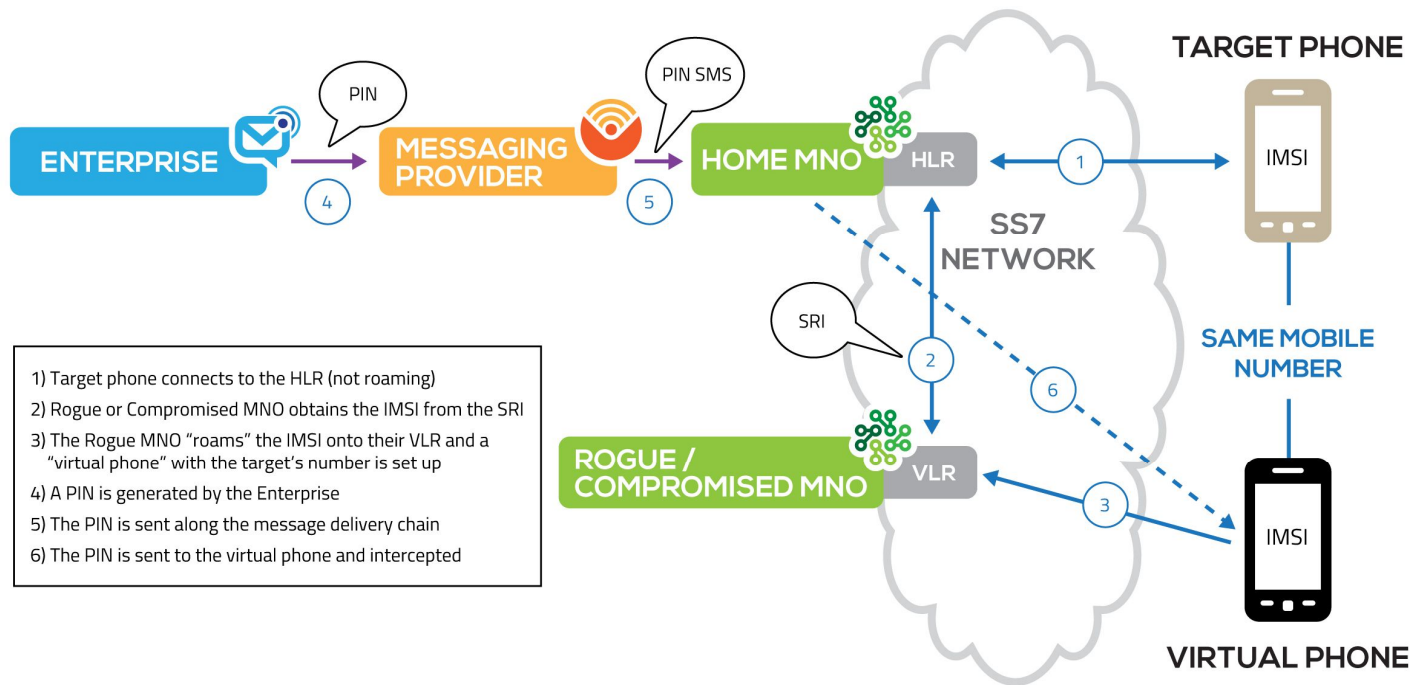 TARGET PHONE
PIN
PIN SMS
ENTERPRISE
MESSAGING
PROVIDER
HOME MNO
HLR
1
IMSI
4
5
SS7
NETWORK
SRI
2
SAME MOBILE
NUMBER
6
1) Target phone connects to the HLR (not roaming)
2) Rogue or Compromised MNO obtains the IMSI from the SRI
3) The Rogue MNO “roams” the IMSI onto their VLR and a
“virtual phone” with the target’s number is set up
4) A PIN is generated by the Enterprise
5) The PIN is sent along the message delivery chain
6) The PIN is sent to the virtual phone and intercepted
ROGUE /
COMPROMISED MNO
VLR
3
IMSI
VIRTUAL PHONE